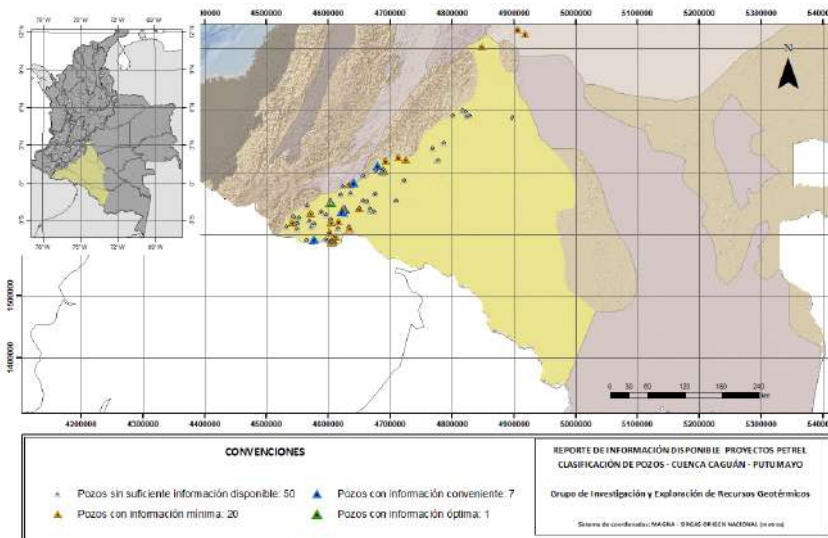 4500000 4600000 4700000 4800000 4900000 5000000 5100000 5200000 5300000 54000
N
1500000
1400000
0 30 60 120 180 240
km
4200000 4300000 4400000 4500000 4600000 4700000 4800000 4900000 5000000 5100000 5200000 5300000 54000
CONVENCIONES
Pozos sin suficiente información disponible: 50
Pozos con información conveniente: 7
Pozos con información mínima: 20
Pozos con información óptima: 1
REPORTE DE INFORMACIÓN DISPONIBLE PROYECTOS PETREL
CLASIFICACIÓN DE POZOS - CUENCA CAGUÁN - PUTUMAYO
Grupo de Investigación y Exploración de Recursos Geotérmicos
Sistema de coordenadas: MAGNA - SIRGAS ORIGEN NACIONAL (metros)